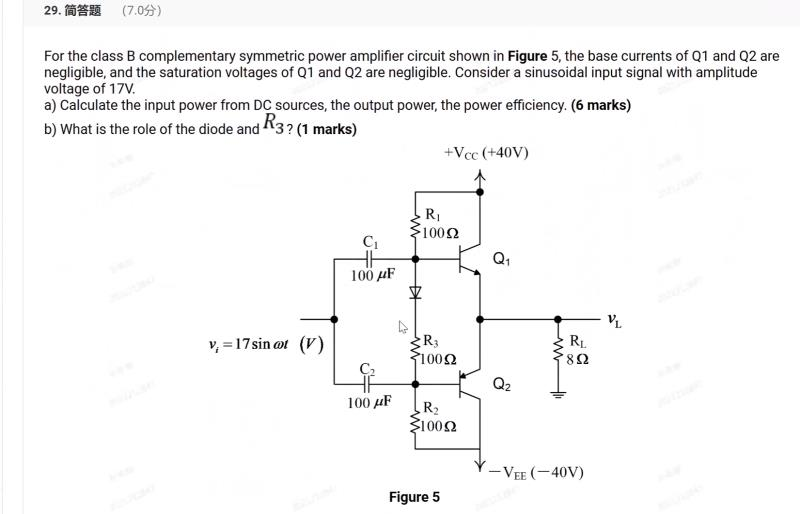 29. 简答题 (7.0分)
For the class B complementary symmetric power amplifier circuit shown in Figure 5, the base currents of Q1 and Q2 are
negligible, and the saturation voltages of Q1 and Q2 are negligible. Consider a sinusoidal input signal with amplitude
voltage of 17V.
a) Calculate the input power from DC sources, the output power, the power efficiency. (6 marks)
b) What is the role of the diode and R3? (1 marks)
+VCC (+40V)
R1
100Ω
C1
100 μF
Q1
vL
vi = 17 sin ωt (V)
R3
100Ω
RL
8Ω
C2
100 μF
Q2
R2
100Ω
−VEE (−40V)
Figure 5